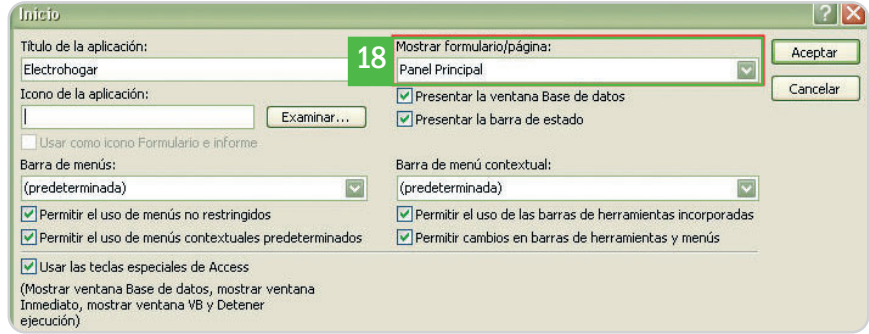 Inicio
Título de la aplicación:
Electrohogar
18
Mostrar formulario/página:
Panel Principal
Aceptar
Icono de la aplicación:
Examinar...
Presentar la ventana Base de datos
Presentar la barra de estado
Cancelar
Usar como icono Formulario e informe
Barra de menús:
(predeterminada)
Barra de menú contextual:
(predeterminada)
Permitir el uso de menús no restringidos
Permitir el uso de las barras de herramientas incorporadas
Permitir el uso de menús contextuales predeterminados
Permitir cambios en barras de herramientas y menús
Usar las teclas especiales de Access
(Mostrar ventana Base de datos, mostrar ventana
Inmediato, mostrar ventana VB y Detener
ejecución)